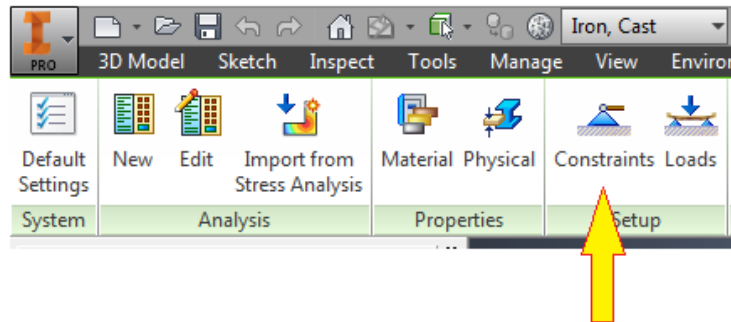 Iron, Cast
PRO 3D Model Sketch Inspect Tools Manage View Environ
Default Settings
New
Edit
Import from Stress Analysis
Material
Physical
Constraints
Loads
System Analysis Properties Setup